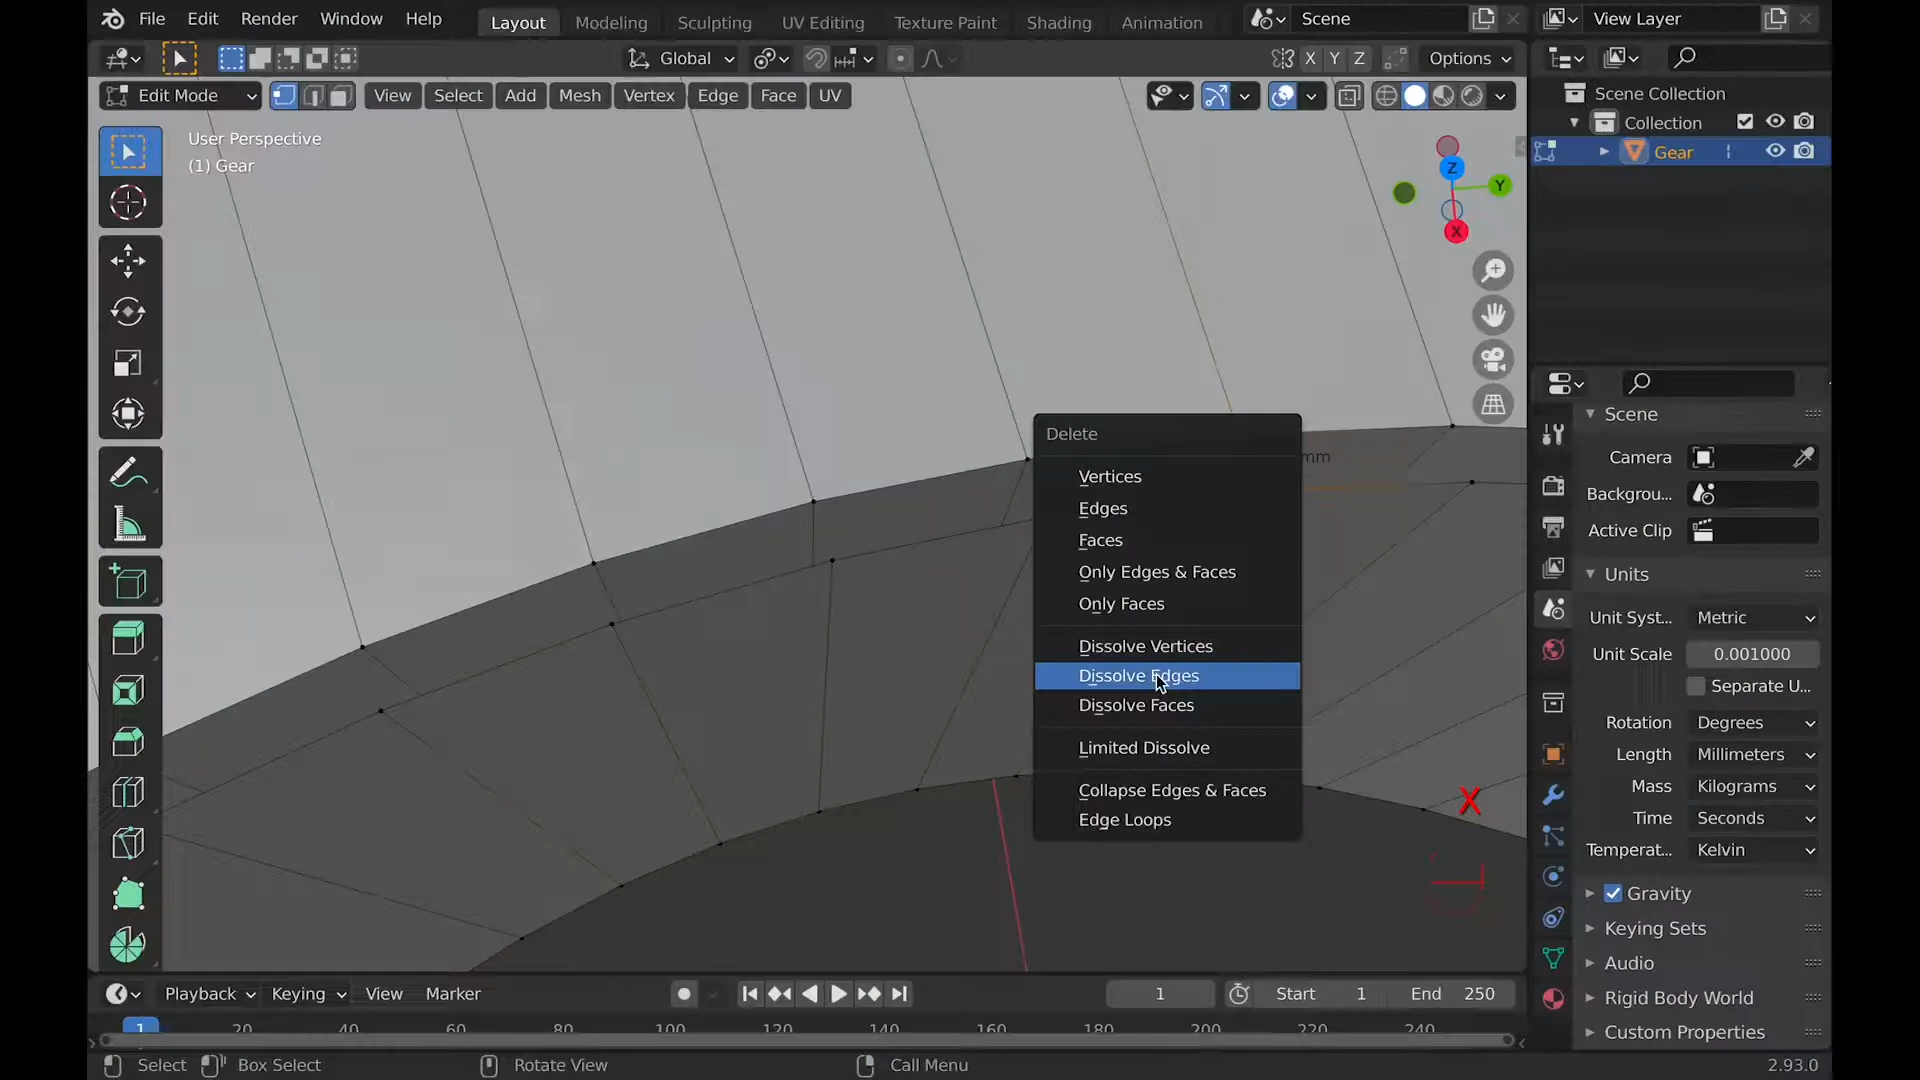 File Edit Render Window Help Layout Modeling Sculpting UV Editing Texture Paint Shading Animation Scene View Layer
Global X Y Z Options
Edit Mode View Select Add Mesh Vertex Edge Face UV
Scene Collection
Collection
Gear
User Perspective
(1) Gear
Z
Y
X
Delete
Vertices
Edges
Faces
Only Edges & Faces
Only Faces
Dissolve Vertices
Dissolve Edges
Dissolve Faces
Limited Dissolve
Collapse Edges & Faces
Edge Loops
mm
X
Scene
Camera
Backgrou...
Active Clip
Units
Unit Syst... Metric
Unit Scale 0.001000
Separate U...
Rotation Degrees
Length Millimeters
Mass Kilograms
Time Seconds
Temperat... Kelvin
Gravity
Keying Sets
Audio
Rigid Body World
Custom Properties
Playback Keying View Marker 1 Start 1 End 250
1 20 40 60 80 100 120 140 160 180 200 220 240
Select Box Select Rotate View Call Menu 2.93.0